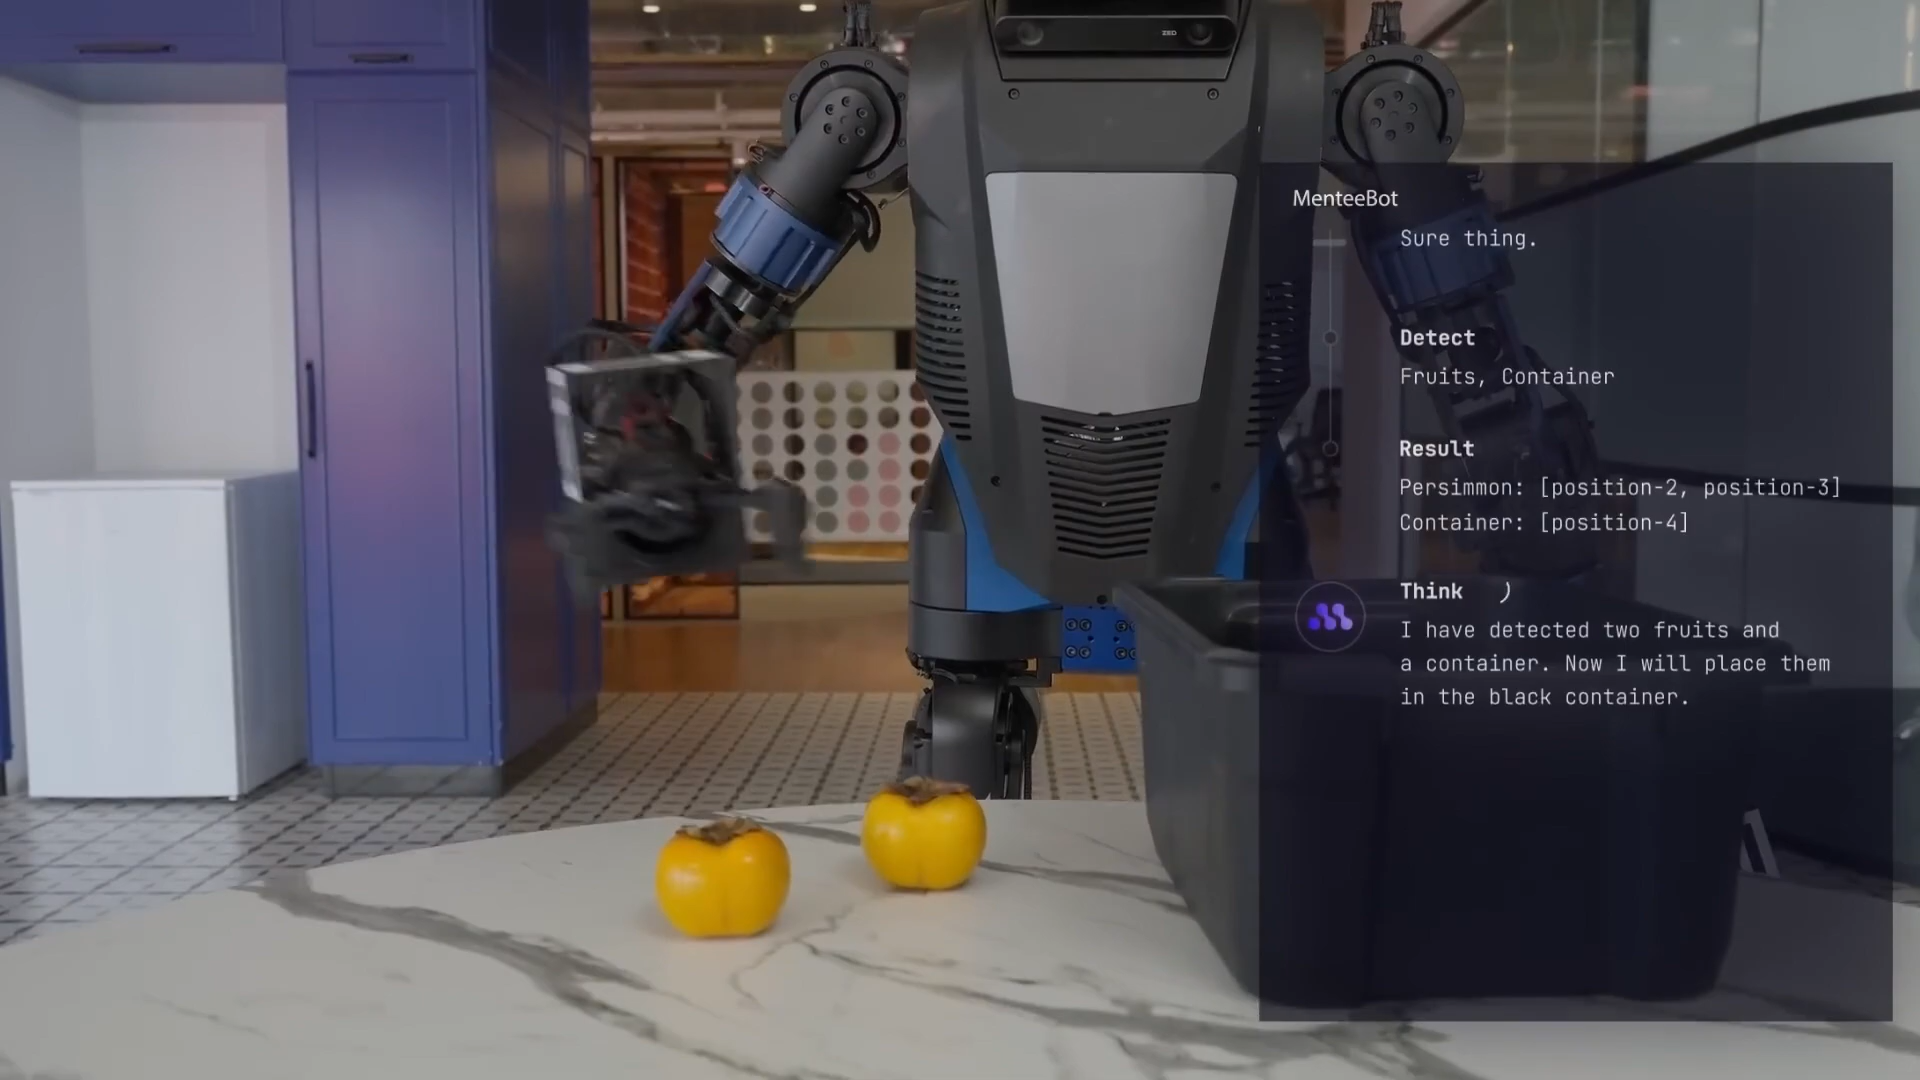 ZED
MenteeBot
Sure thing.
Detect
Fruits, Container
Result
Persimmon: [position-2, position-3]
Container: [position-4]
Think
I have detected two fruits and
a container. Now I will place them
in the black container.